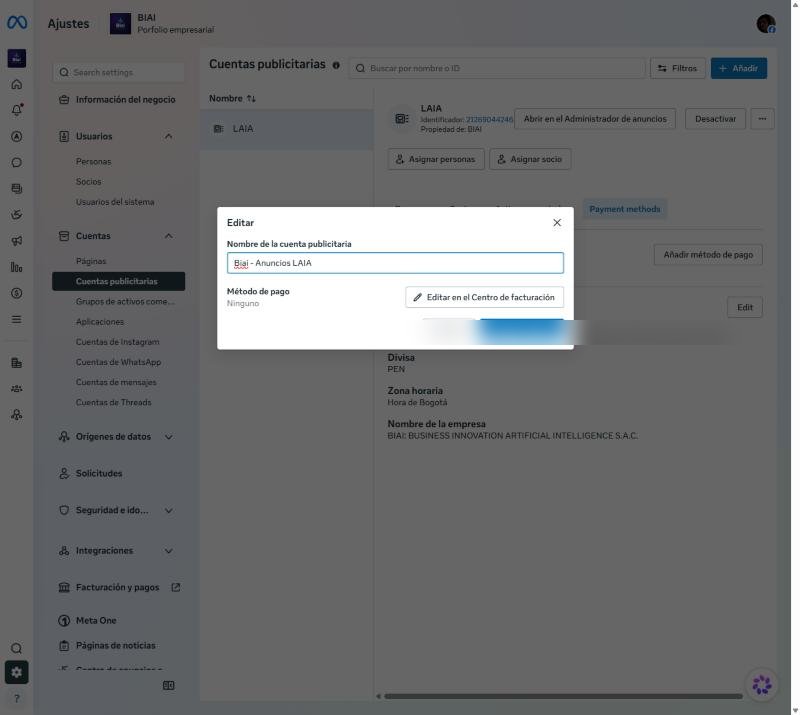 Ajustes
BIAI
Porfolio empresarial
Search settings
Información del negocio
Usuarios
Personas
Socios
Usuarios del sistema
Cuentas
Páginas
Cuentas publicitarias
Grupos de activos come...
Aplicaciones
Cuentas de Instagram
Cuentas de WhatsApp
Cuentas de mensajes
Cuentas de Threads
Orígenes de datos
Solicitudes
Seguridad e ido...
Integraciones
Facturación y pagos
Meta One
Páginas de noticias
Cuentas publicitarias
Buscar por nombre o ID
Filtros
+ Añadir
Nombre
LAIA
LAIA
Identificador: 21269044246
Propiedad de: BIAI
Abrir en el Administrador de anuncios
Desactivar
...
Asignar personas
Asignar socio
Payment methods
Añadir método de pago
Edit
Editar
Nombre de la cuenta publicitaria
Biai - Anuncios LAIA
Método de pago
Ninguno
Editar en el Centro de facturación
Divisa
PEN
Zona horaria
Hora de Bogotá
Nombre de la empresa
BIAI: BUSINESS INNOVATION ARTIFICIAL INTELLIGENCE S.A.C.